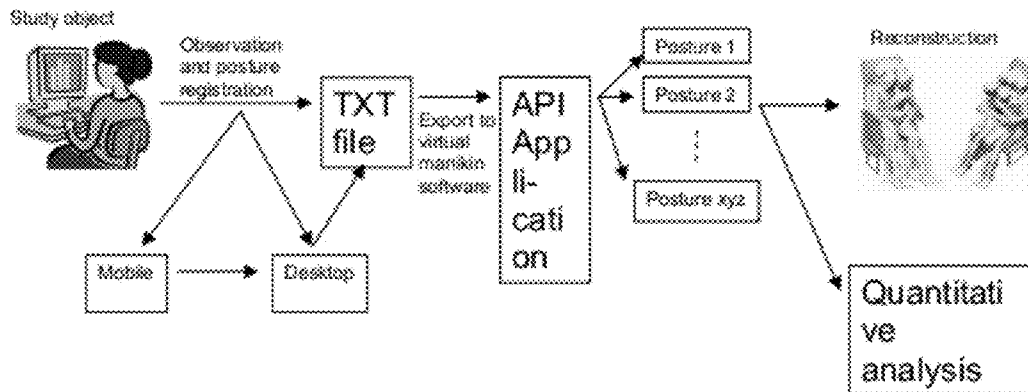 Study object
Observation
and posture
registration
TXT
file
Export to
virtual
manikin
software
API
App
li-
cati
on
Posture 1
Posture 2
Posture xyz
Reconstruction
Mobile
Desktop
Quantitati
ve
analysis